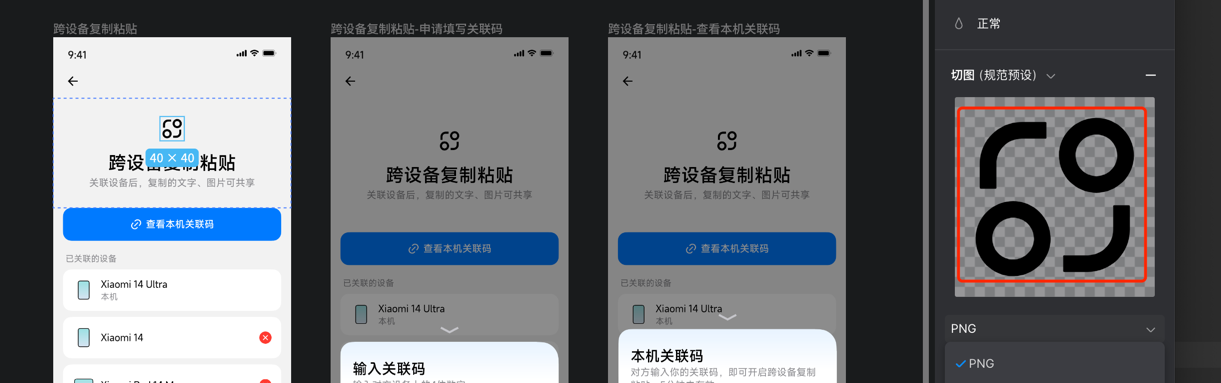 跨设备复制粘贴
9:41
40 × 40
跨设备复制粘贴
关联设备后，复制的文字、图片可共享
查看本机关联码
已关联的设备
Xiaomi 14 Ultra
本机
Xiaomi 14
跨设备复制粘贴-申请填写关联码
9:41
跨设备复制粘贴
关联设备后，复制的文字、图片可共享
查看本机关联码
已关联的设备
Xiaomi 14 Ultra
本机
输入关联码
跨设备复制粘贴-查看本机关联码
9:41
跨设备复制粘贴
关联设备后，复制的文字、图片可共享
查看本机关联码
已关联的设备
Xiaomi 14 Ultra
本机
本机关联码
对方输入你的关联码，即可开启跨设备复制
正常
切图 (规范预设)
PNG
PNG